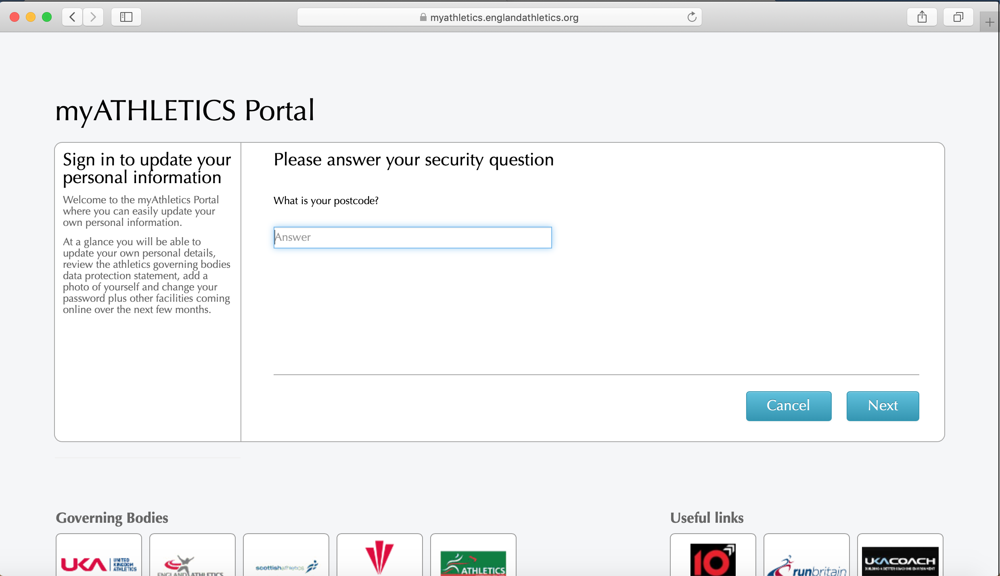 myathletics.englandathletics.org
myATHLETICS Portal
Sign in to update your
personal information
Welcome to the myAthletics Portal
where you can easily update your
own personal information.
At a glance you will be able to
update your own personal details,
review the athletics governing bodies
data protection statement, add a
photo of yourself and change your
password plus other facilities coming
online over the next few months.
Please answer your security question
What is your postcode?
Answer
Cancel
Next
Governing Bodies
UKA UNITED
KINGDOM
ATHLETICS
ENGLAND ATHLETICS
scottishathletics
ATHLETICS
Useful links
10
runbritain
UKACOACH
BUILDING A BETTER COACHING ENVIRONMENT